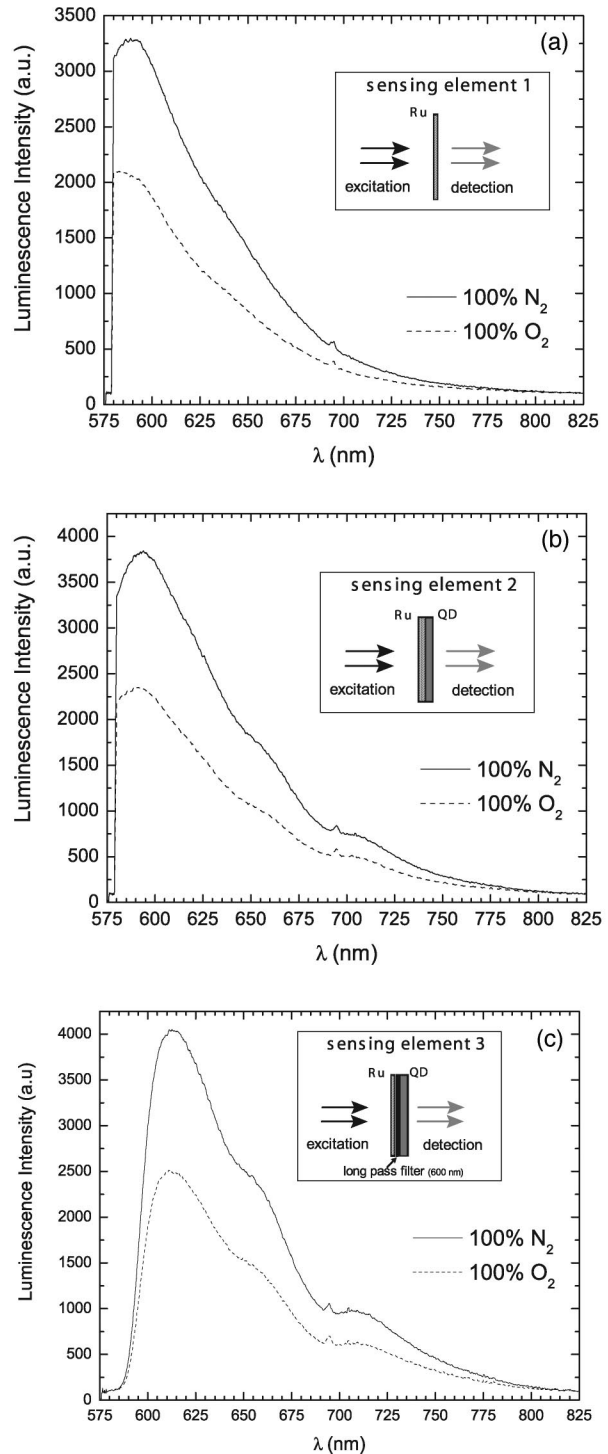 (a)
sensing element 1
Ru
excitation detection
100% N2
100% O2
Luminescence Intensity (a.u.)
3500
3000
2500
2000
1500
1000
500
0
575 600 625 650 675 700 725 750 775 800 825
λ (nm)
(b)
sensing element 2
Ru QD
excitation detection
100% N2
100% O2
Luminescence Intensity (a.u.)
4000
3500
3000
2500
2000
1500
1000
500
0
575 600 625 650 675 700 725 750 775 800 825
λ (nm)
(c)
sensing element 3
Ru QD
excitation detection
long pass filter (600 nm)
100% N2
100% O2
Luminescence Intensity (a.u)
4000
3500
3000
2500
2000
1500
1000
500
0
575 600 625 650 675 700 725 750 775 800 825
λ (nm)